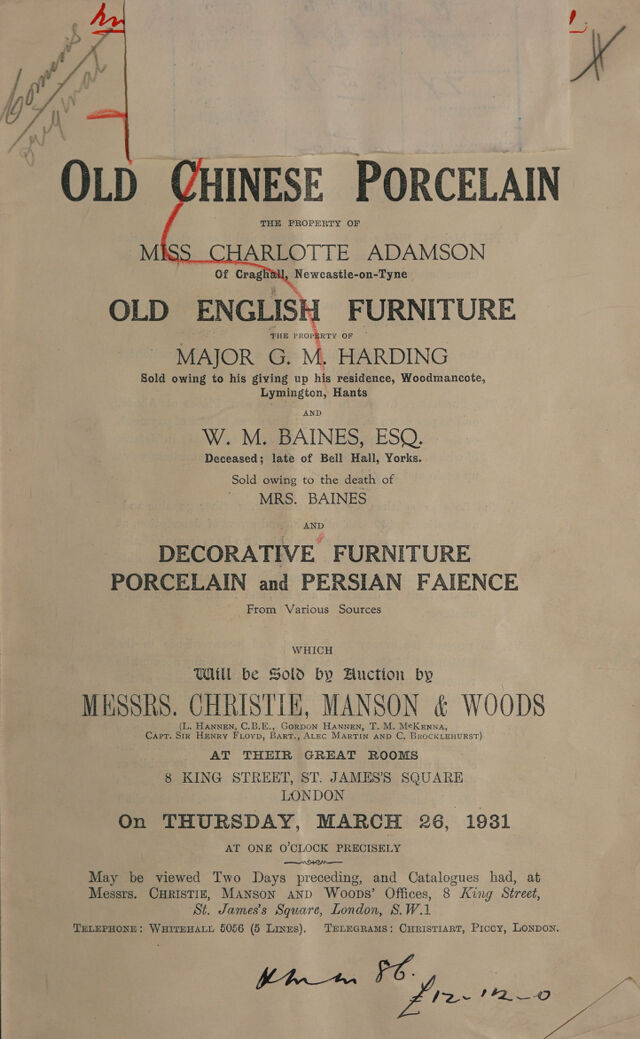 original
OLD CHINESE PORCELAIN
THE PROPERTY OF
MISS CHARLOTTE ADAMSON
Of Craghall, Newcastle-on-Tyne
OLD ENGLISH FURNITURE
THE PROPERTY OF
MAJOR G. M. HARDING
Sold owing to his giving up his residence, Woodmancote,
Lymington, Hants
AND
W. M. BAINES, ESQ.
Deceased; late of Bell Hall, Yorks.
Sold owing to the death of
MRS. BAINES
AND
DECORATIVE FURNITURE
PORCELAIN and PERSIAN FAIENCE
From Various Sources
WHICH
Will be Sold by Auction by
MESSRS. CHRISTIE, MANSON & WOODS
(L. HANNEN, C.B.E., GORDON HANNEN, T. M. McKENNA,
CAPT. SIR HENRY FLOYD, BART., ALEC MARTIN AND C. BROCKLEHURST)
AT THEIR GREAT ROOMS
8 KING STREET, ST. JAMES'S SQUARE
LONDON
On THURSDAY, MARCH 26, 1931
AT ONE O'CLOCK PRECISELY
May be viewed Two Days preceding, and Catalogues had, at
Messrs. CHRISTIE, MANSON AND WOODS' Offices, 8 King Street,
St. James's Square, London, S.W.1
TELEPHONE: WHITEHALL 5056 (5 LINES). TELEGRAMS: CHRISTIART, PICCY, LONDON.
86.
£12-12-0